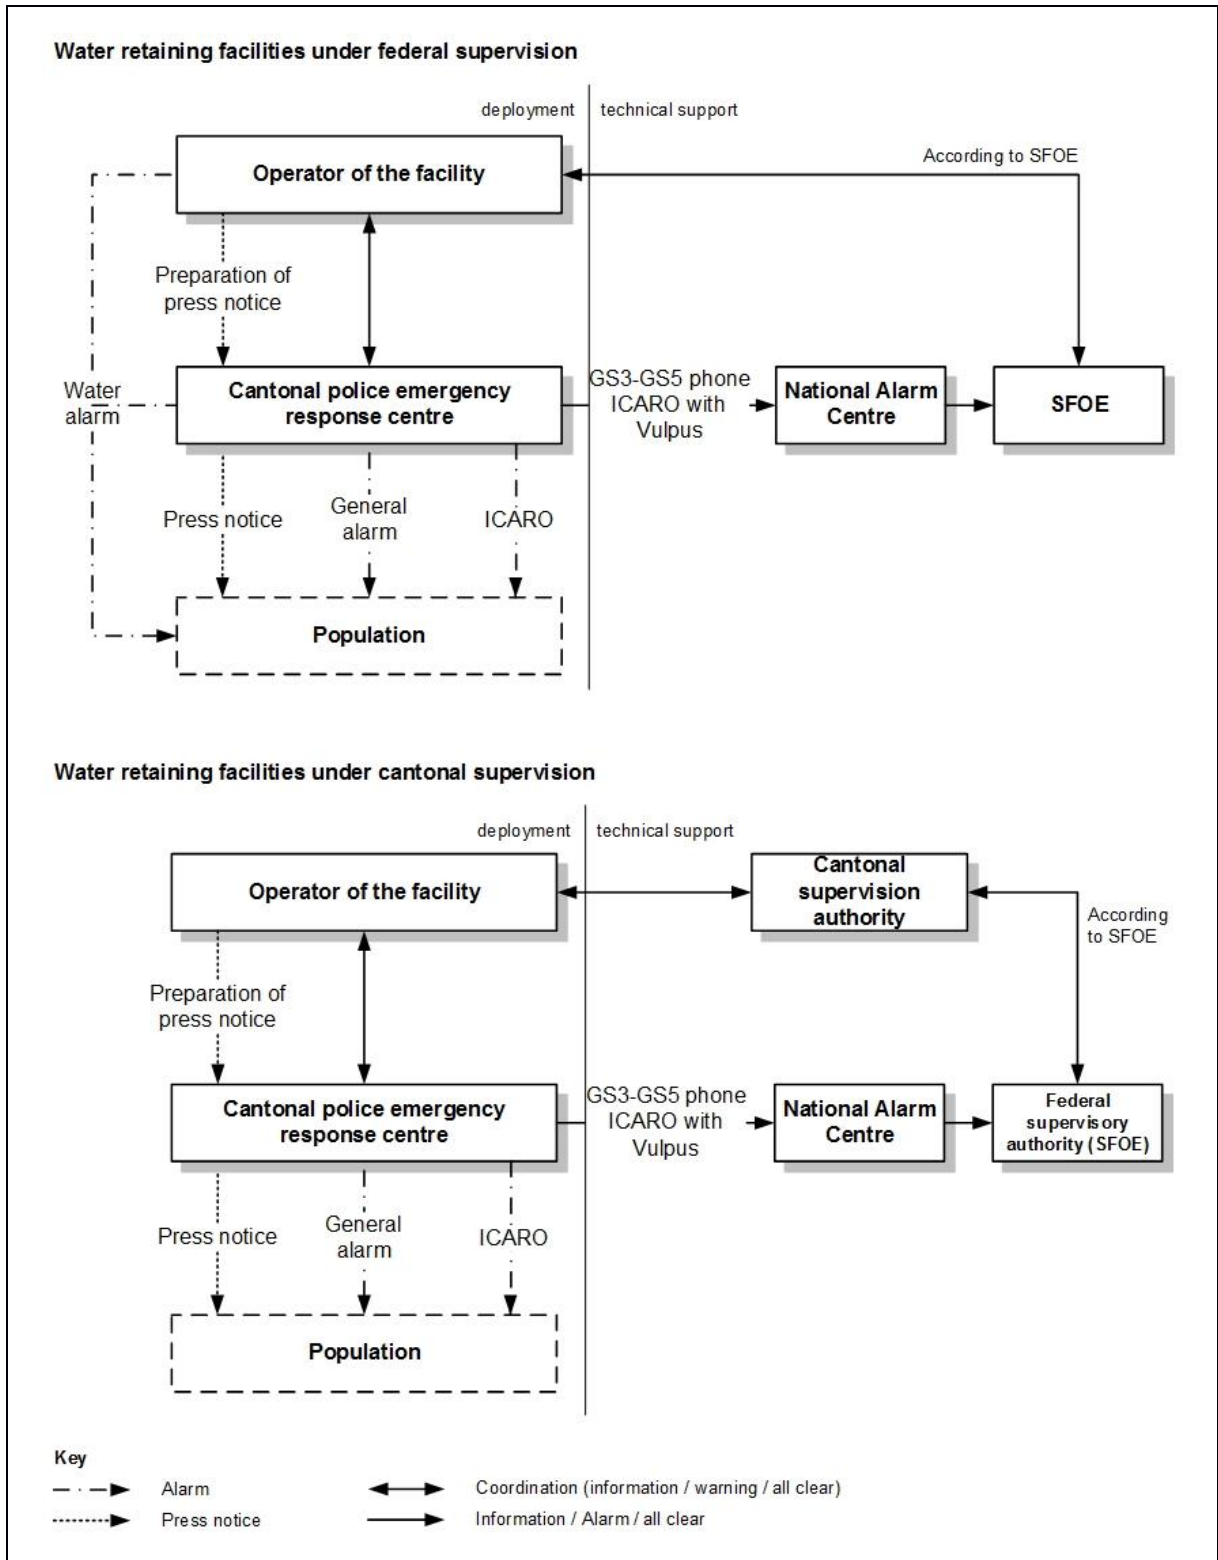 Water retaining facilities under federal supervision
deployment
technical support
According to SFOE
Operator of the facility
Preparation of
press notice
Water
alarm
Cantonal police emergency
response centre
GS3-GS5 phone
ICARO with
Vulpus
National Alarm
Centre
SFOE
Press notice
General
alarm
ICARO
Population
Water retaining facilities under cantonal supervision
deployment
technical support
Operator of the facility
Cantonal
supervision
authority
According
to SFOE
Preparation of
press notice
Cantonal police emergency
response centre
GS3-GS5 phone
ICARO with
Vulpus
National Alarm
Centre
Federal
supervisory
authority (SFOE)
Press notice
General
alarm
ICARO
Population
Key
Alarm
Coordination (information / warning / all clear)
Press notice
Information / Alarm / all clear